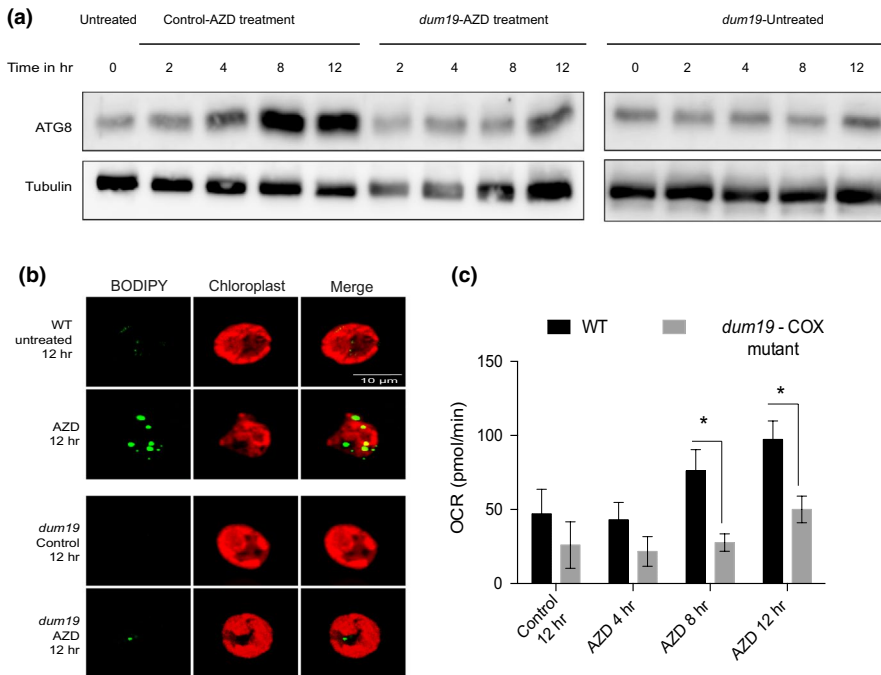 (a)
Untreated Control-AZD treatment dum19-AZD treatment dum19-Untreated
Time in hr 0 2 4 8 12 2 4 8 12 0 2 4 8 12
ATG8
Tubulin
(b)
BODIPY Chloroplast Merge
WT
untreated
12 hr
10 µm
AZD
12 hr
dum19
Control
12 hr
dum19
AZD
12 hr
(c)
WT dum19 - COX
mutant
OCR (pmol/min)
150
100
50
0
* *
Control
12 hr
AZD 4 hr
AZD 8 hr
AZD 12 hr